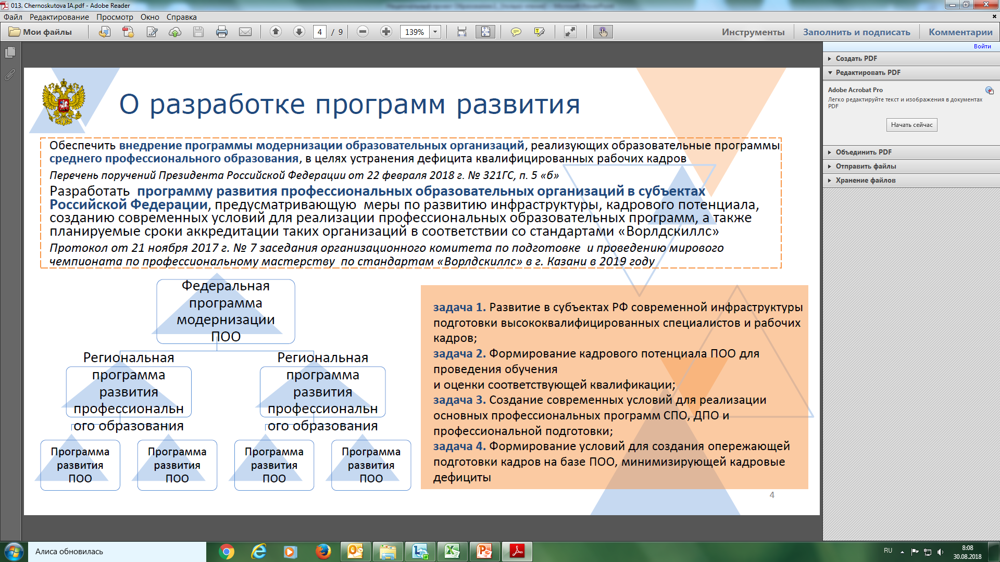 013. Chernoskutova IA.pdf - Adobe Reader
Файл Редактирование Просмотр Окно Справка
Мои файлы 4 / 9 139% Инструменты Заполнить и подписать Комментарии
Войти
Создать PDF
Редактировать PDF
Adobe Acrobat Pro
Легко редактируйте текст и изображения в документах
PDF
Начать сейчас
Объединить PDF
Отправить файлы
Хранение файлов
О разработке программ развития
Обеспечить внедрение программы модернизации образовательных организаций, реализующих образовательные программы
среднего профессионального образования, в целях устранения дефицита квалифицированных рабочих кадров
Перечень поручений Президента Российской Федерации от 22 февраля 2018 г. № 321ГС, п. 5 «б»
Разработать программу развития профессиональных образовательных организаций в субъектах
Российской Федерации, предусматривающую меры по развитию инфраструктуры, кадрового потенциала,
созданию современных условий для реализации профессиональных образовательных программ, а также
планируемые сроки аккредитации таких организаций в соответствии со стандартами «Ворлдскиллс»
Протокол от 21 ноября 2017 г. № 7 заседания организационного комитета по подготовке и проведению мирового
чемпионата по профессиональному мастерству по стандартам «Ворлдскиллс» в г. Казани в 2019 году
Федеральная
программа
модернизации
ПОО
Региональная
программа
развития
профессиональн
ого образования
Региональная
программа
развития
профессиональн
ого образования
Программа
развития
ПОО
Программа
развития
ПОО
Программа
развития
ПОО
Программа
развития
ПОО
задача 1. Развитие в субъектах РФ современной инфраструктуры
подготовки высококвалифицированных специалистов и рабочих
кадров;
задача 2. Формирование кадрового потенциала ПОО для
проведения обучения
и оценки соответствующей квалификации;
задача 3. Создание современных условий для реализации
основных профессиональных программ СПО, ДПО и
профессиональной подготовки;
задача 4. Формирование условий для создания опережающей
подготовки кадров на базе ПОО, минимизирующей кадровые
дефициты
4
Алиса обновилась
RU
8:08
30.08.2018